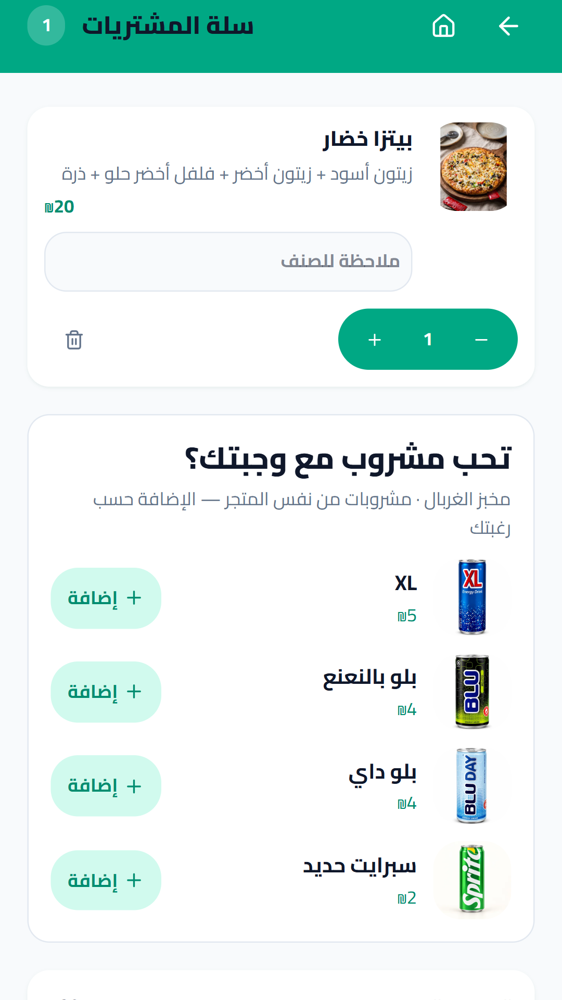 سلة المشتريات
1
بيتزا خضار
زيتون أسود + زيتون أخضر + فلفل أخضر حلو + ذرة
₪20
ملاحظة للصنف
1
تحب مشروب مع وجبتك؟
مخبز الغربال · مشروبات من نفس المتجر — الإضافة حسب
رغبتك
XL
Energy Drink
XL
₪5
إضافة
BLU
بلو بالنعنع
₪4
إضافة
BLU DAY
بلو داي
₪4
إضافة
Sprite
سبرايت حديد
₪2
إضافة